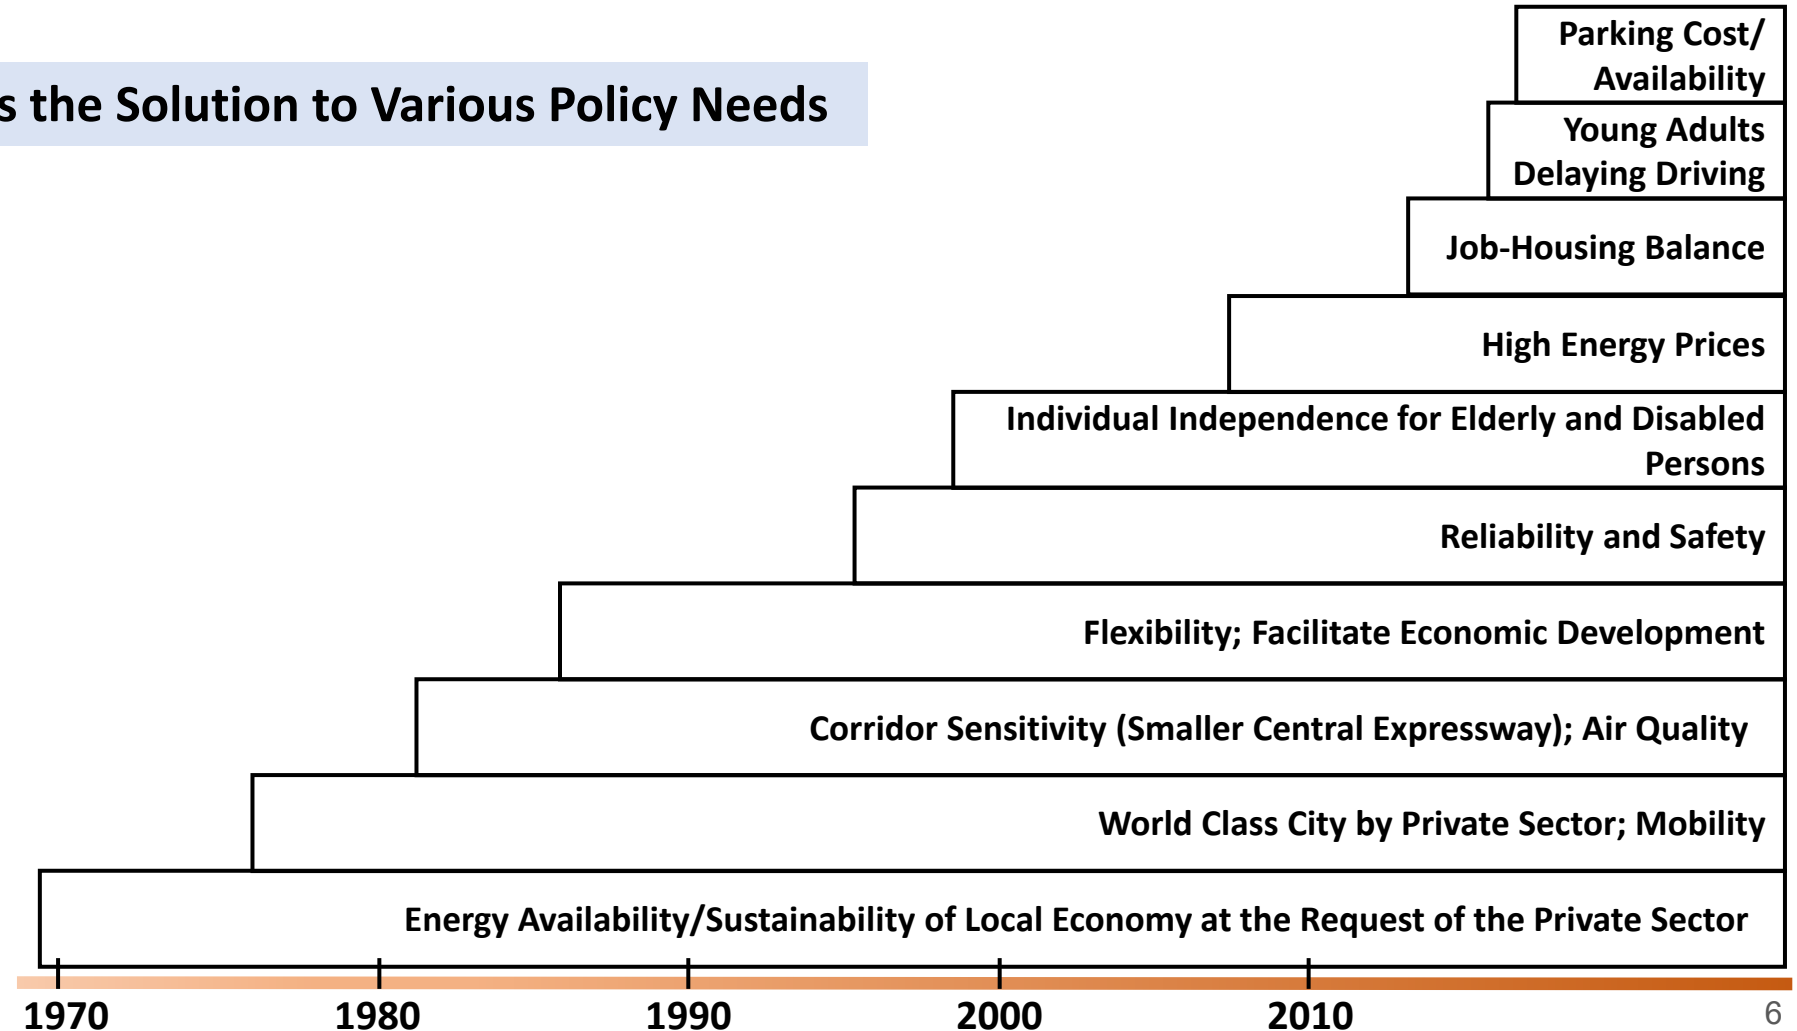 s the Solution to Various Policy Needs
Parking Cost/
Availability
Young Adults
Delaying Driving
Job-Housing Balance
High Energy Prices
Individual Independence for Elderly and Disabled
Persons
Reliability and Safety
Flexibility; Facilitate Economic Development
Corridor Sensitivity (Smaller Central Expressway); Air Quality
World Class City by Private Sector; Mobility
Energy Availability/Sustainability of Local Economy at the Request of the Private Sector
1970 1980 1990 2000 2010
6